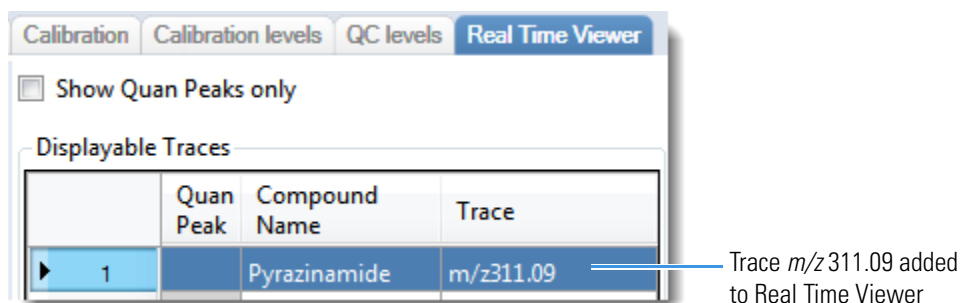 Calibration Calibration levels QC levels Real Time Viewer
Show Quan Peaks only
Displayable Traces
Quan Peak Compound Name Trace
1 Pyrazinamide m/z311.09
Trace m/z 311.09 added
to Real Time Viewer